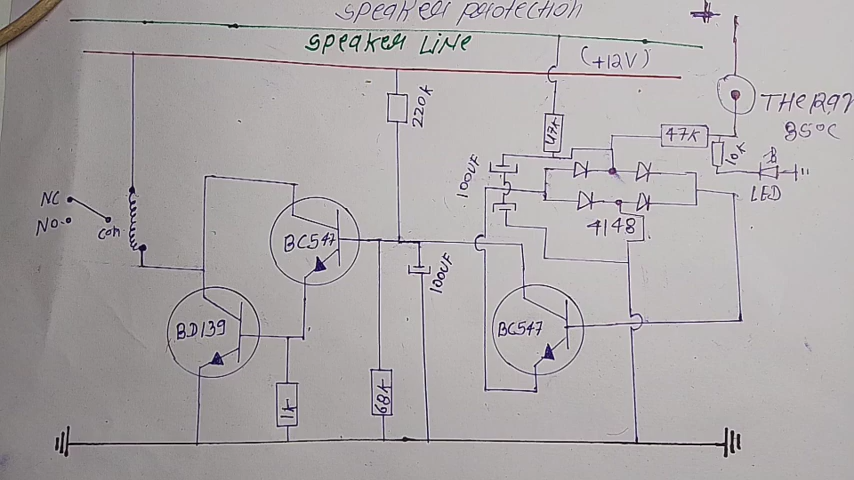 speaker protection
SPEAKER LINE
(+12V)
THER97
85°C
220K
47K
47K
10K
LED
100UF
4148
NC
NO
COM
BC547
100UF
BD139
BC547
1K
68K